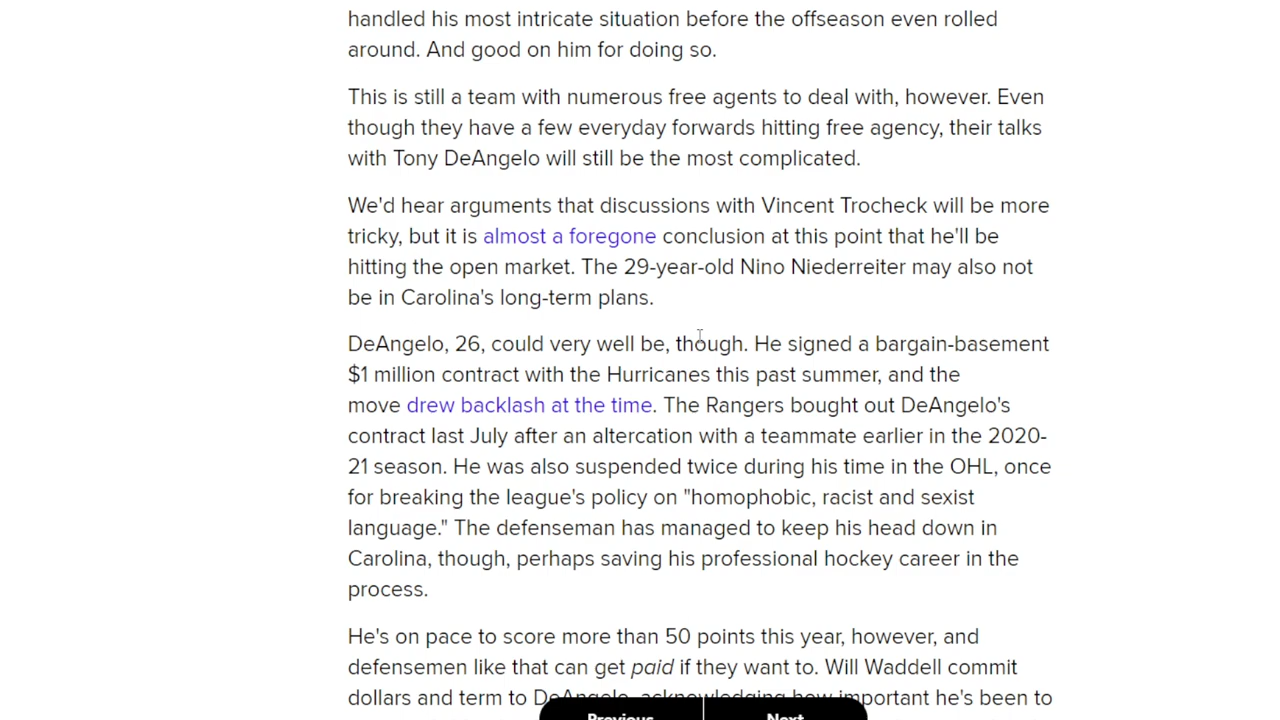 handled his most intricate situation before the offseason even rolled
around. And good on him for doing so.
This is still a team with numerous free agents to deal with, however. Even
though they have a few everyday forwards hitting free agency, their talks
with Tony DeAngelo will still be the most complicated.
We'd hear arguments that discussions with Vincent Trocheck will be more
tricky, but it is almost a foregone conclusion at this point that he'll be
hitting the open market. The 29-year-old Nino Niederreiter may also not
be in Carolina's long-term plans.
DeAngelo, 26, could very well be, though. He signed a bargain-basement
$1 million contract with the Hurricanes this past summer, and the
move drew backlash at the time. The Rangers bought out DeAngelo's
contract last July after an altercation with a teammate earlier in the 2020-
21 season. He was also suspended twice during his time in the OHL, once
for breaking the league's policy on "homophobic, racist and sexist
language." The defenseman has managed to keep his head down in
Carolina, though, perhaps saving his professional hockey career in the
process.
He's on pace to score more than 50 points this year, however, and
defensemen like that can get paid if they want to. Will Waddell commit
dollars and term to DeAngelo, acknowledging how important he's been to
Previous Next